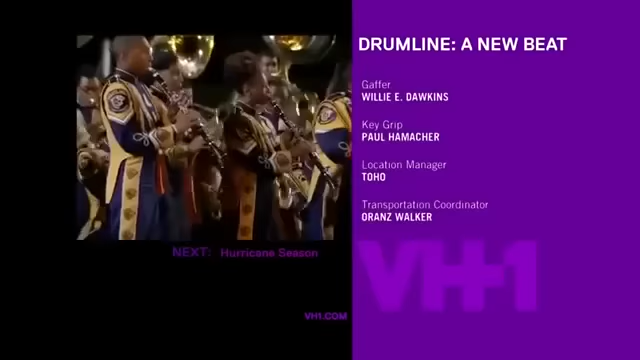 DRUMLINE: A NEW BEAT
Gaffer
WILLIE E. DAWKINS
Key Grip
PAUL HAMACHER
Location Manager
TOHO
Transportation Coordinator
ORANZ WALKER
NEXT: Hurricane Season
VH1
VH1.COM